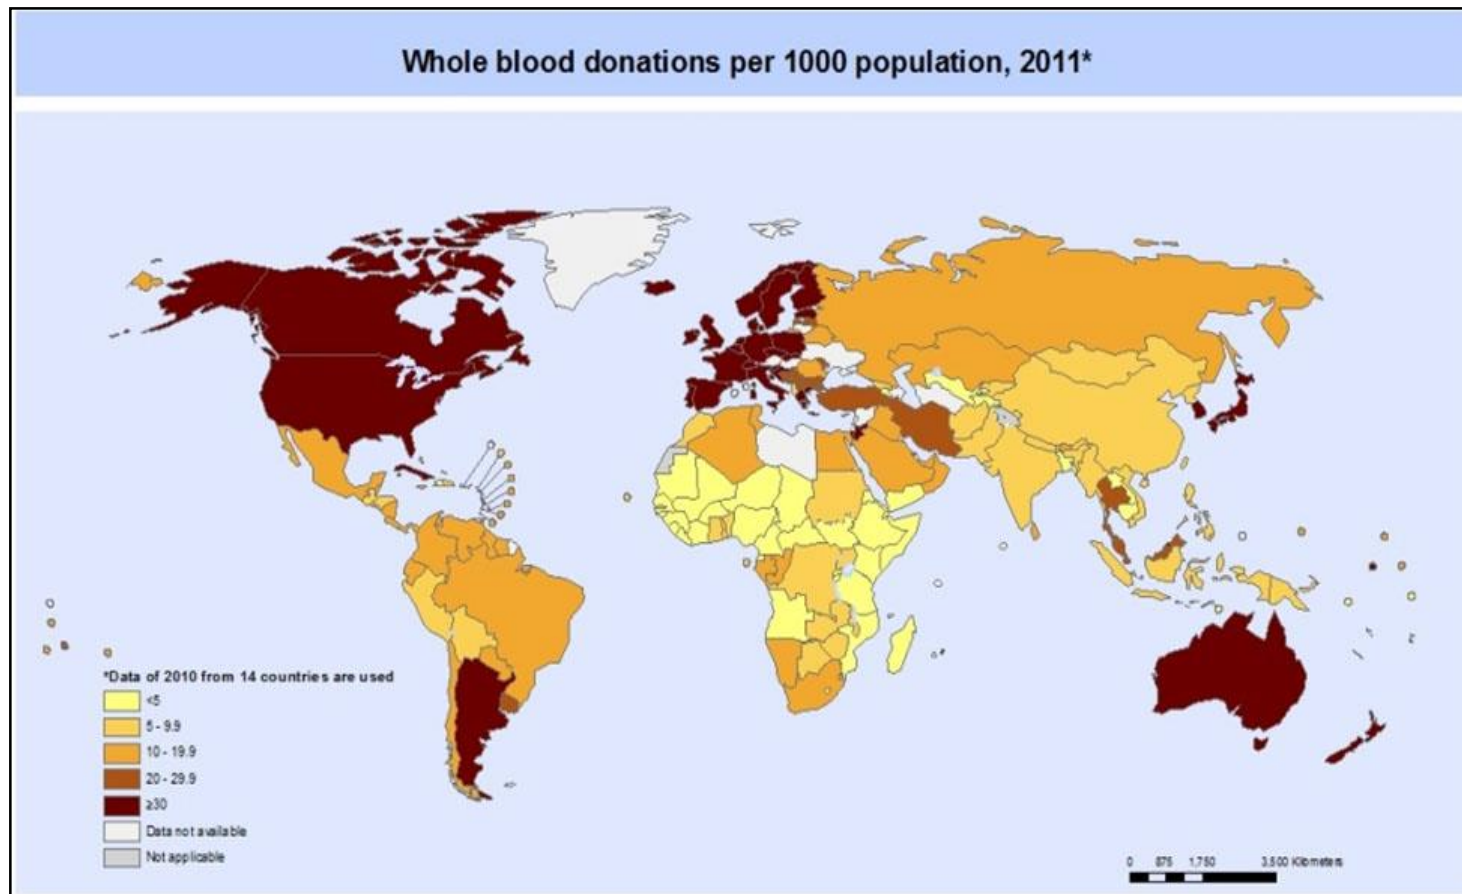 Whole blood donations per 1000 population, 2011*
*Data of 2010 from 14 countries are used
<5
5 - 9.9
10 - 19.9
20 - 29.9
≥30
Data not available
Not applicable
0 875 1,750 3,500 Kilometers